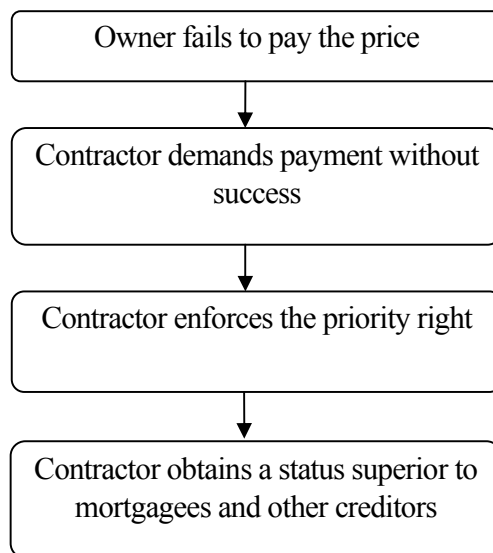 Owner fails to pay the price
Contractor demands payment without
success
Contractor enforces the priority right
Contractor obtains a status superior to
mortgagees and other creditors